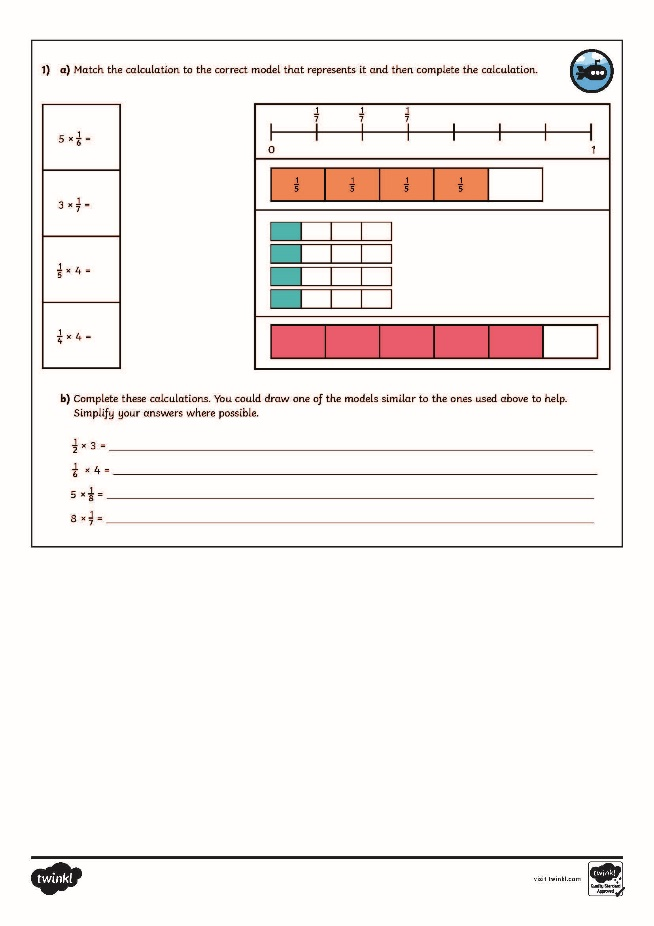 1) a) Match the calculation to the correct model that represents it and then complete the calculation.
5 × 1/6 =
3 × 1/7 =
1/5 × 4 =
1/4 × 4 =
1/7 1/7 1/7
0 1
1/5 1/5 1/5 1/5
b) Complete these calculations. You could draw one of the models similar to the ones used above to help.
Simplify your answers where possible.
1/2 × 3 =
1/6 × 4 =
5 × 1/8 =
8 × 1/7 =
twinkl
visit twinkl.com
twinkl
Quality Standard
Approved